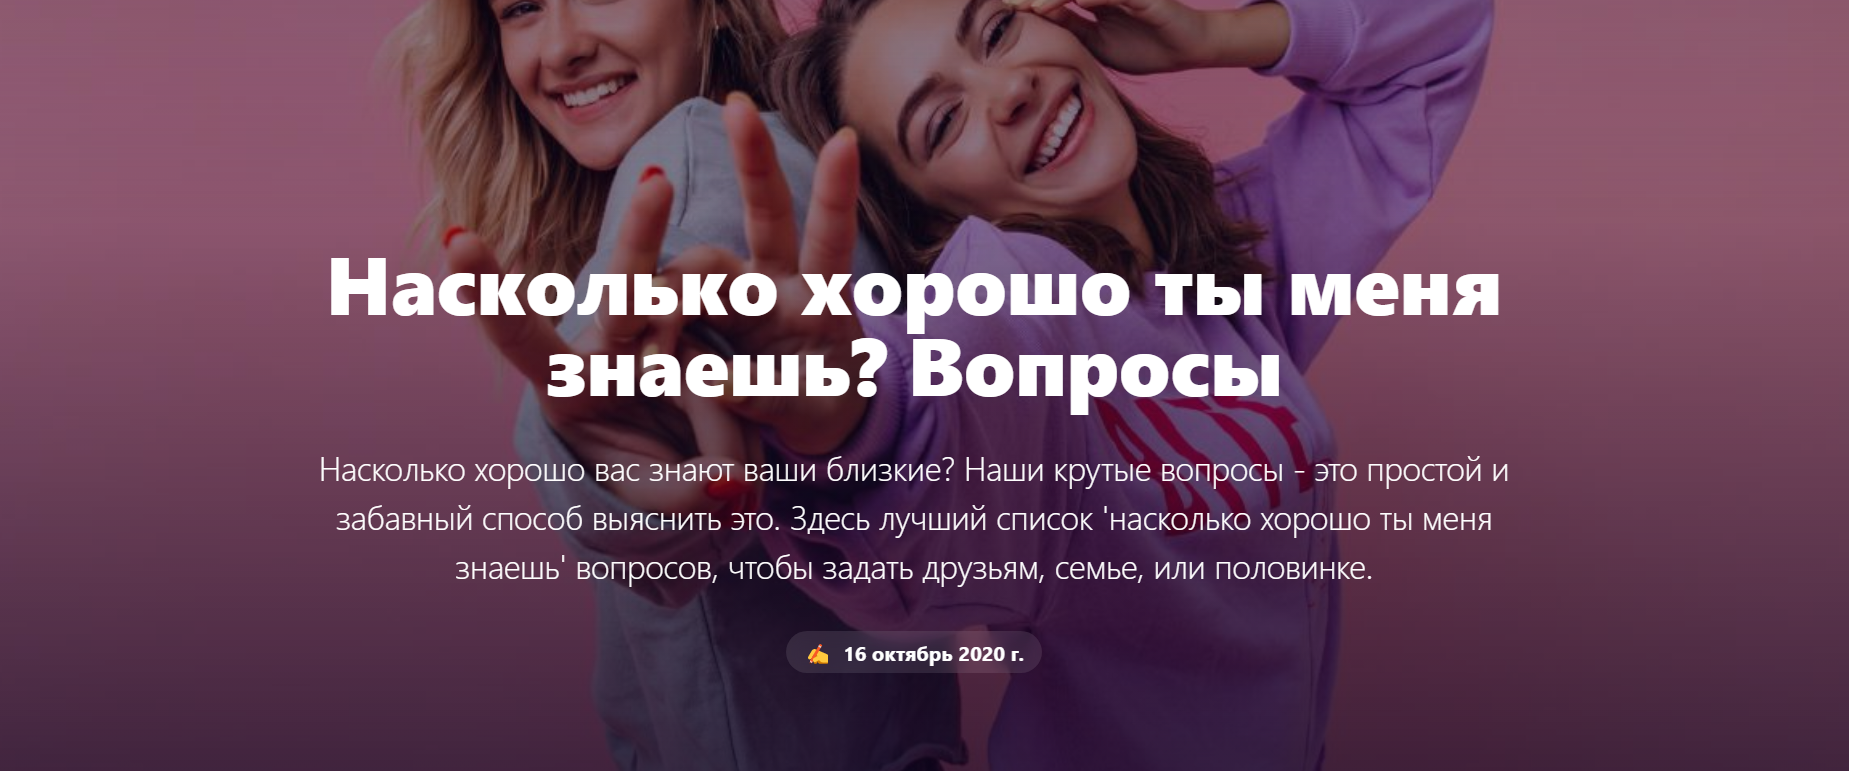 Насколько хорошо ты меня
знаешь? Вопросы
Насколько хорошо вас знают ваши близкие? Наши крутые вопросы - это простой и
забавный способ выяснить это. Здесь лучший список 'насколько хорошо ты меня
знаешь' вопросов, чтобы задать друзьям, семье, или половинке.
✍ 16 октябрь 2020 г.